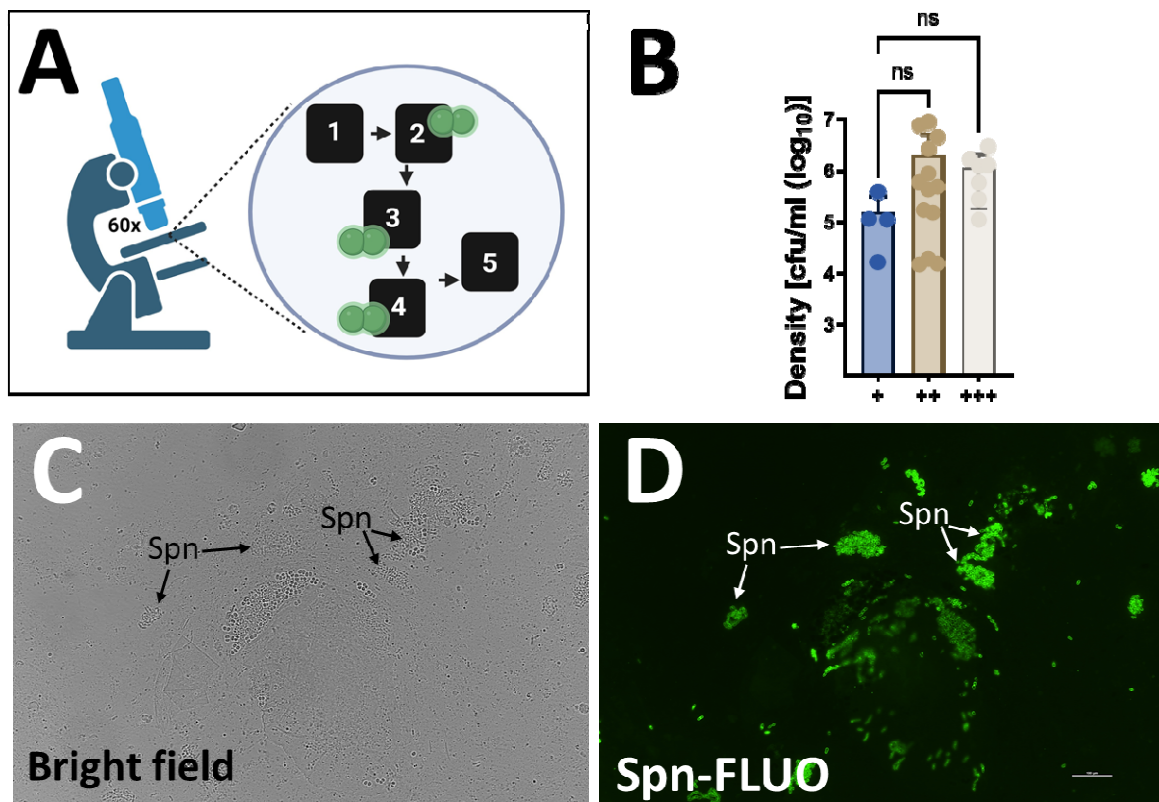 A
60x
1
2
3
4
5
B
ns
ns
Density [cfu/ml (log10)]
7
6
5
4
3
+
++
+++
C
Spn
Spn
Bright field
D
Spn
Spn
Spn-FLUO